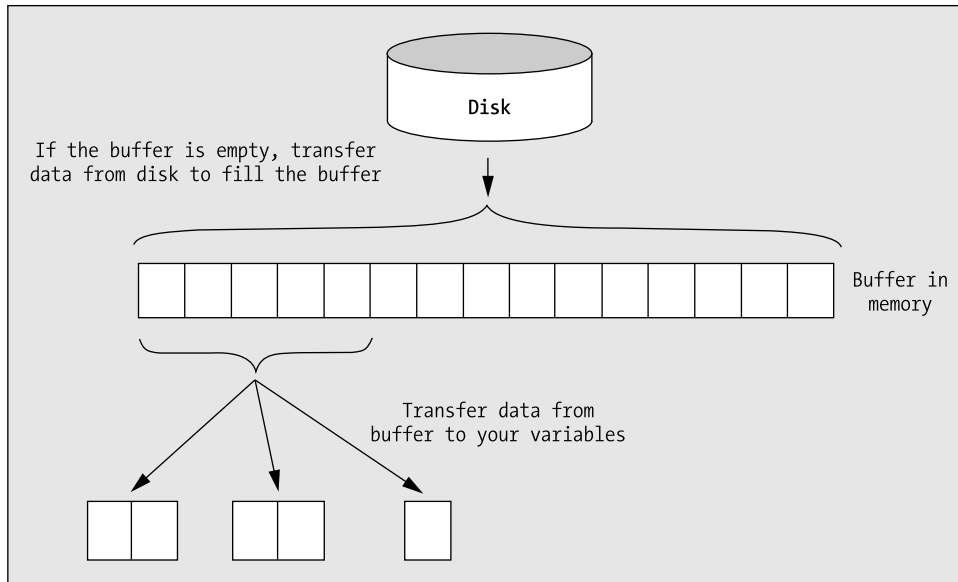 Disk
If the buffer is empty, transfer
data from disk to fill the buffer
Buffer in
memory
Transfer data from
buffer to your variables